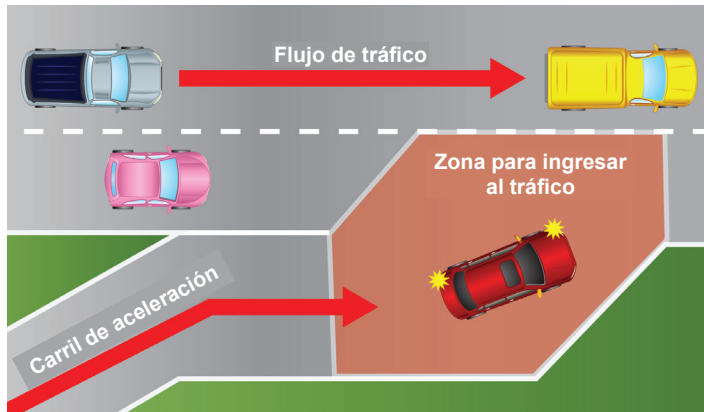 Flujo de tráfico
Zona para ingresar
al tráfico
Carril de aceleración